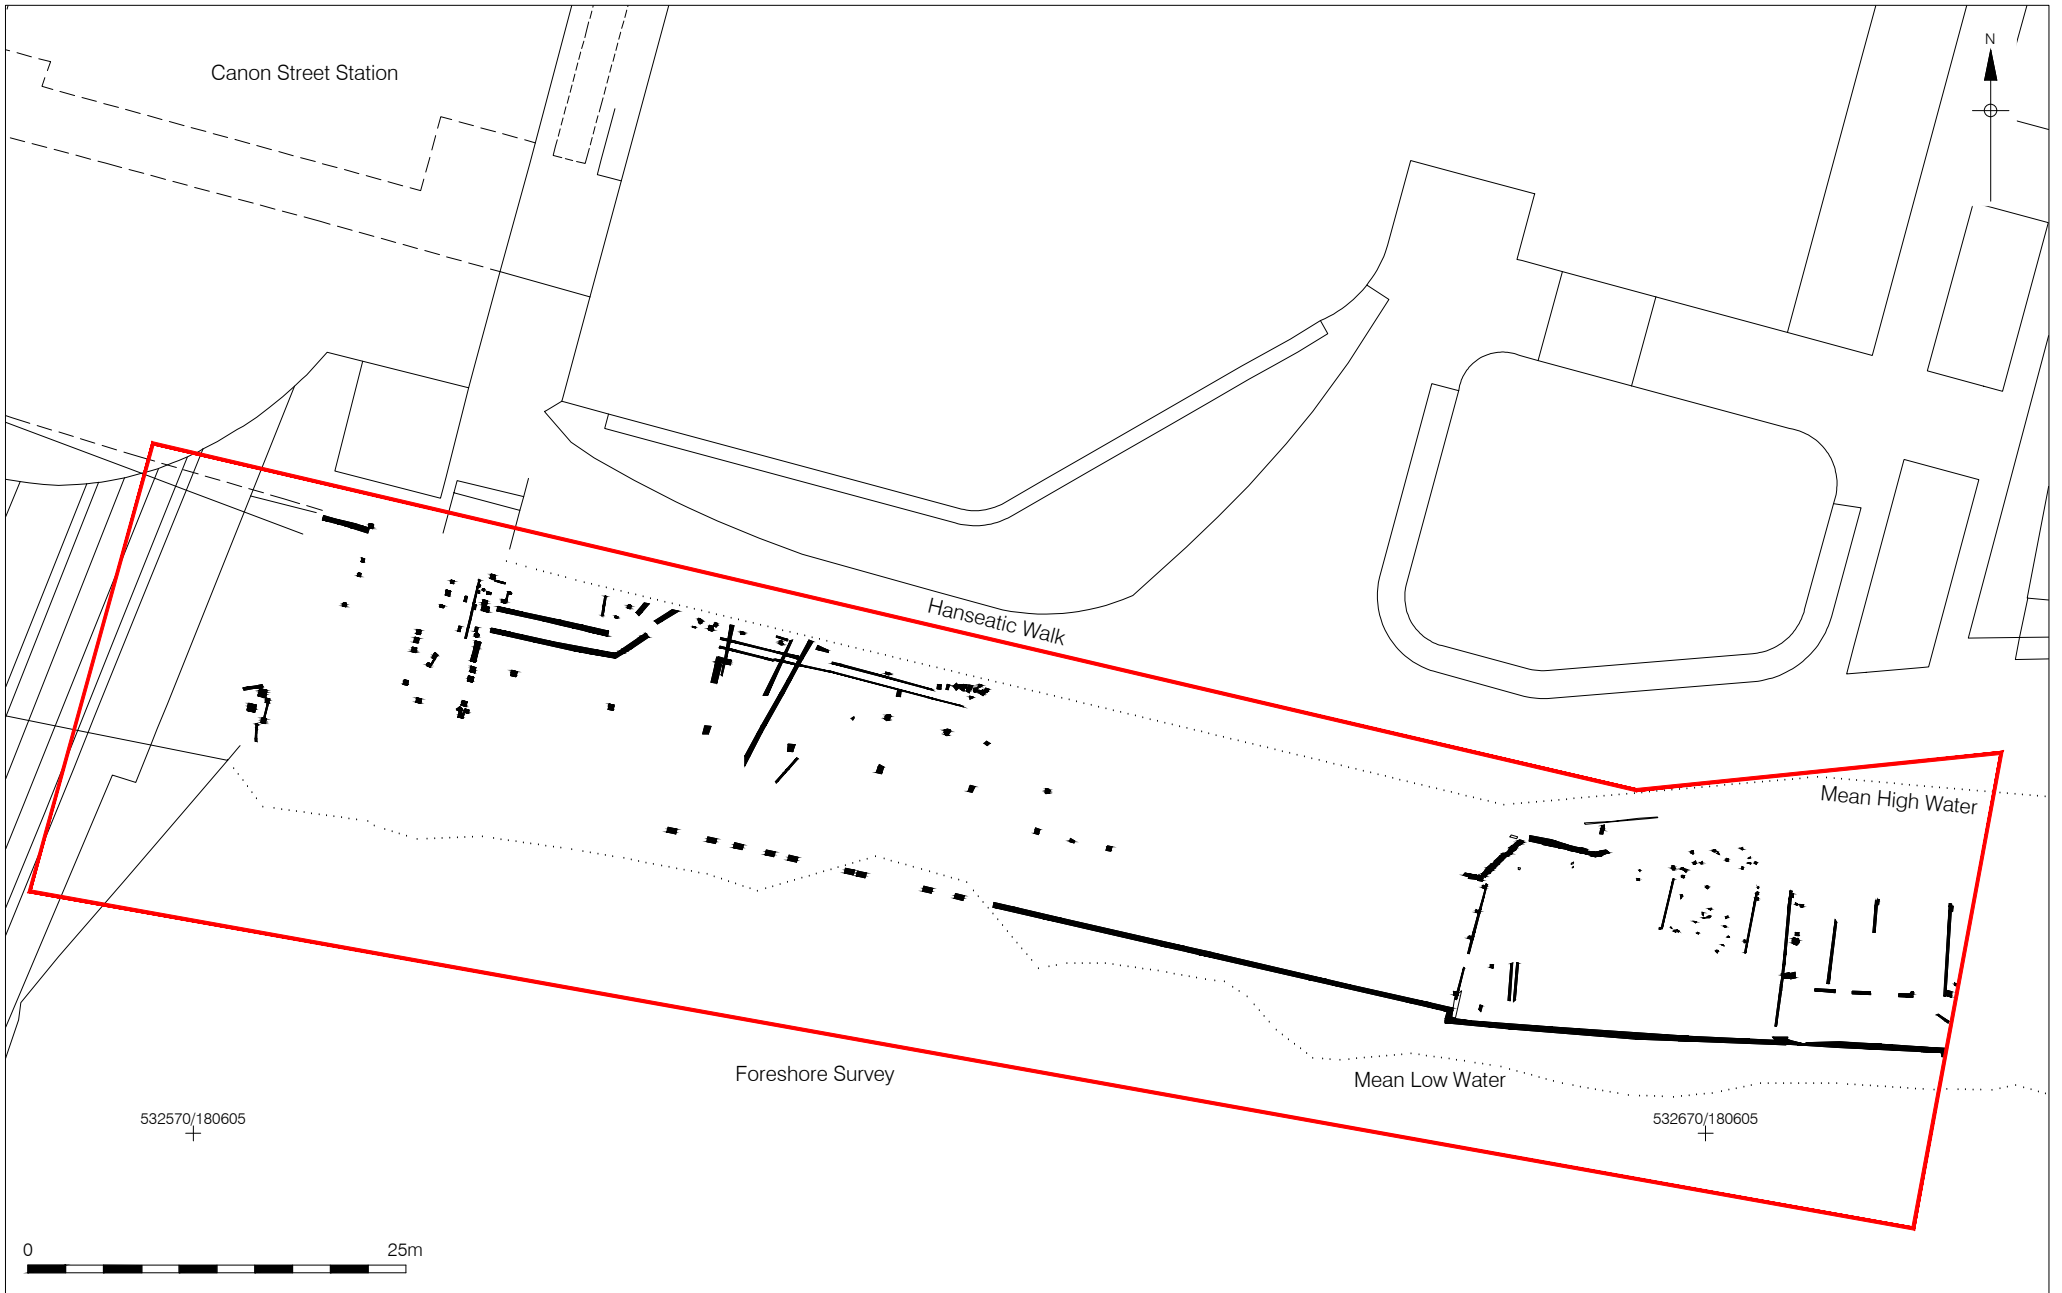 Canon Street Station
N
Hanseatic Walk
Mean High Water
Foreshore Survey
Mean Low Water
532570/180605
532670/180605
0 25m